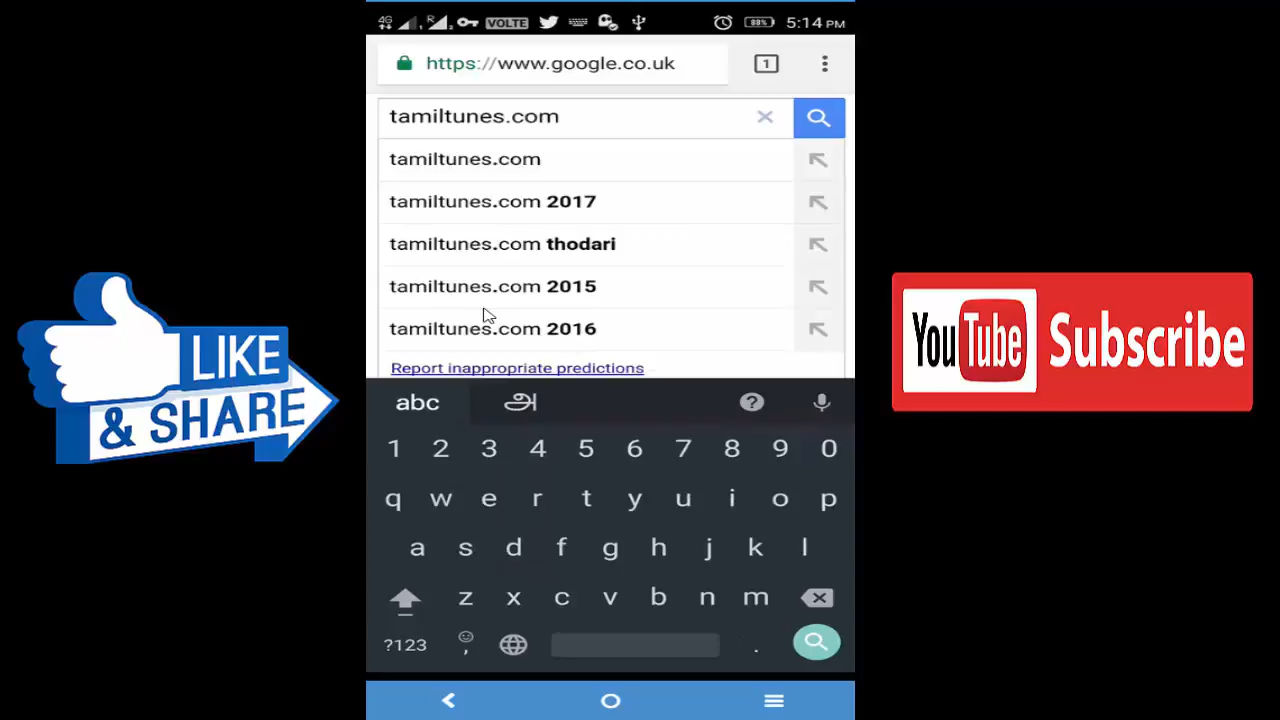 4G R VOLTE 88% 5:14 PM
https://www.google.co.uk 1
tamiltunes.com
tamiltunes.com
tamiltunes.com 2017
tamiltunes.com thodari
tamiltunes.com 2015
tamiltunes.com 2016
Report inappropriate predictions
abc அ ?
1 2 3 4 5 6 7 8 9 0
q w e r t y u i o p
a s d f g h j k l
z x c v b n m
?123 , .
LIKE
& SHARE
YouTube Subscribe